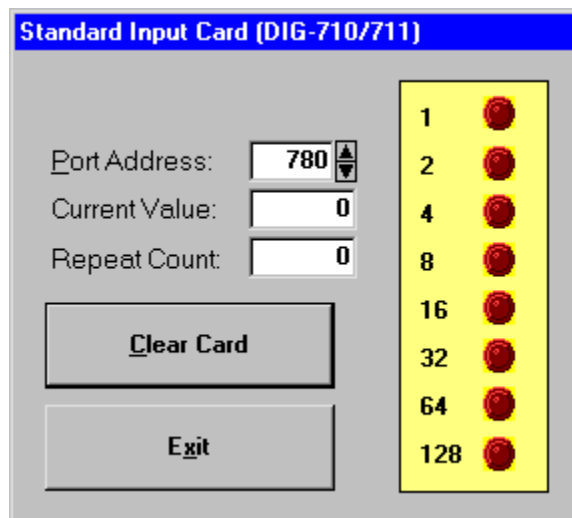 Standard Input Card (DIG-710/711)
Port Address: 780
Current Value: 0
Repeat Count: 0
Clear Card
Exit
1
2
4
8
16
32
64
128